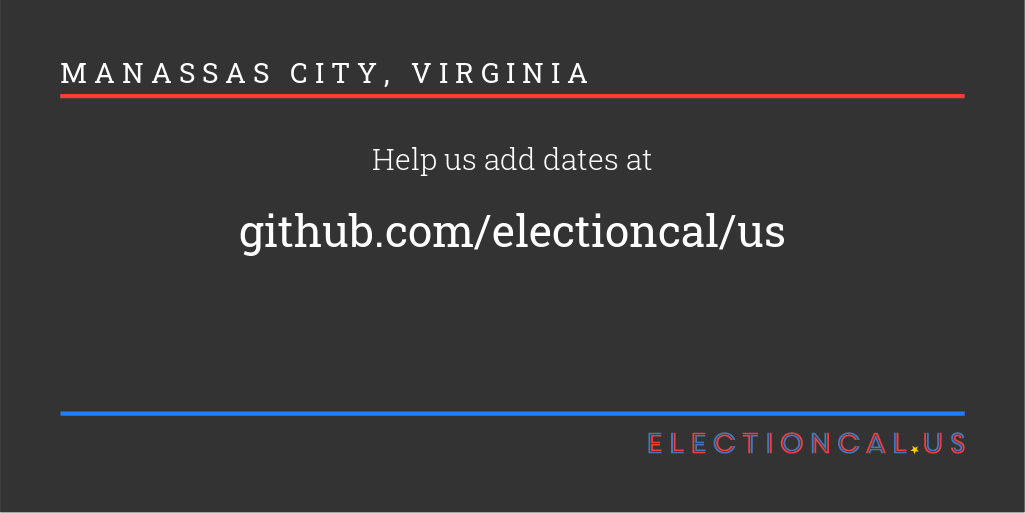 MANASSAS CITY, VIRGINIA
Help us add dates at
github.com/electioncal/us
ELECTIONCAL.US